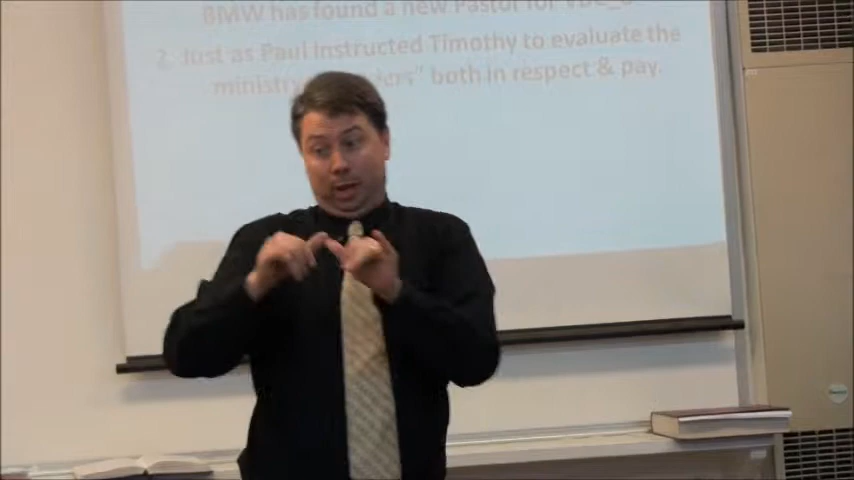 BMW has found a new Pastor for
2. Just as Paul instructed Timothy to evaluate the
ministry both in respect & pay.